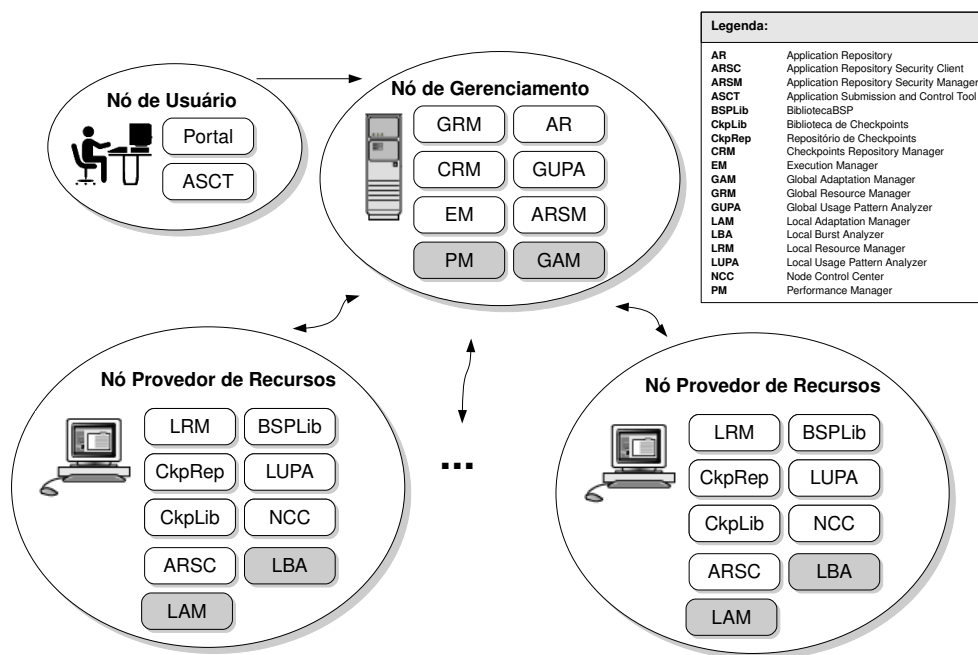 Nó de Usuário
Portal
ASCT
Nó de Gerenciamento
GRM AR
CRM GUPA
EM ARSM
PM GAM
Legenda:
AR Application Repository
ARSC Application Repository Security Client
ARSM Application Repository Security Manager
ASCT Application Submission and Control Tool
BSPLib BibliotecaBSP
CkpLib Biblioteca de Checkpoints
CkpRep Repositório de Checkpoints
CRM Checkpoints Repository Manager
EM Execution Manager
GAM Global Adaptation Manager
GRM Global Resource Manager
GUPA Global Usage Pattern Analyzer
LAM Local Adaptation Manager
LBA Local Burst Analyzer
LRM Local Resource Manager
LUPA Local Usage Pattern Analyzer
NCC Node Control Center
PM Performance Manager
Nó Provedor de Recursos
LRM BSPLib
CkpRep LUPA
CkpLib NCC
ARSC LBA
LAM
...
Nó Provedor de Recursos
LRM BSPLib
CkpRep LUPA
CkpLib NCC
ARSC LBA
LAM